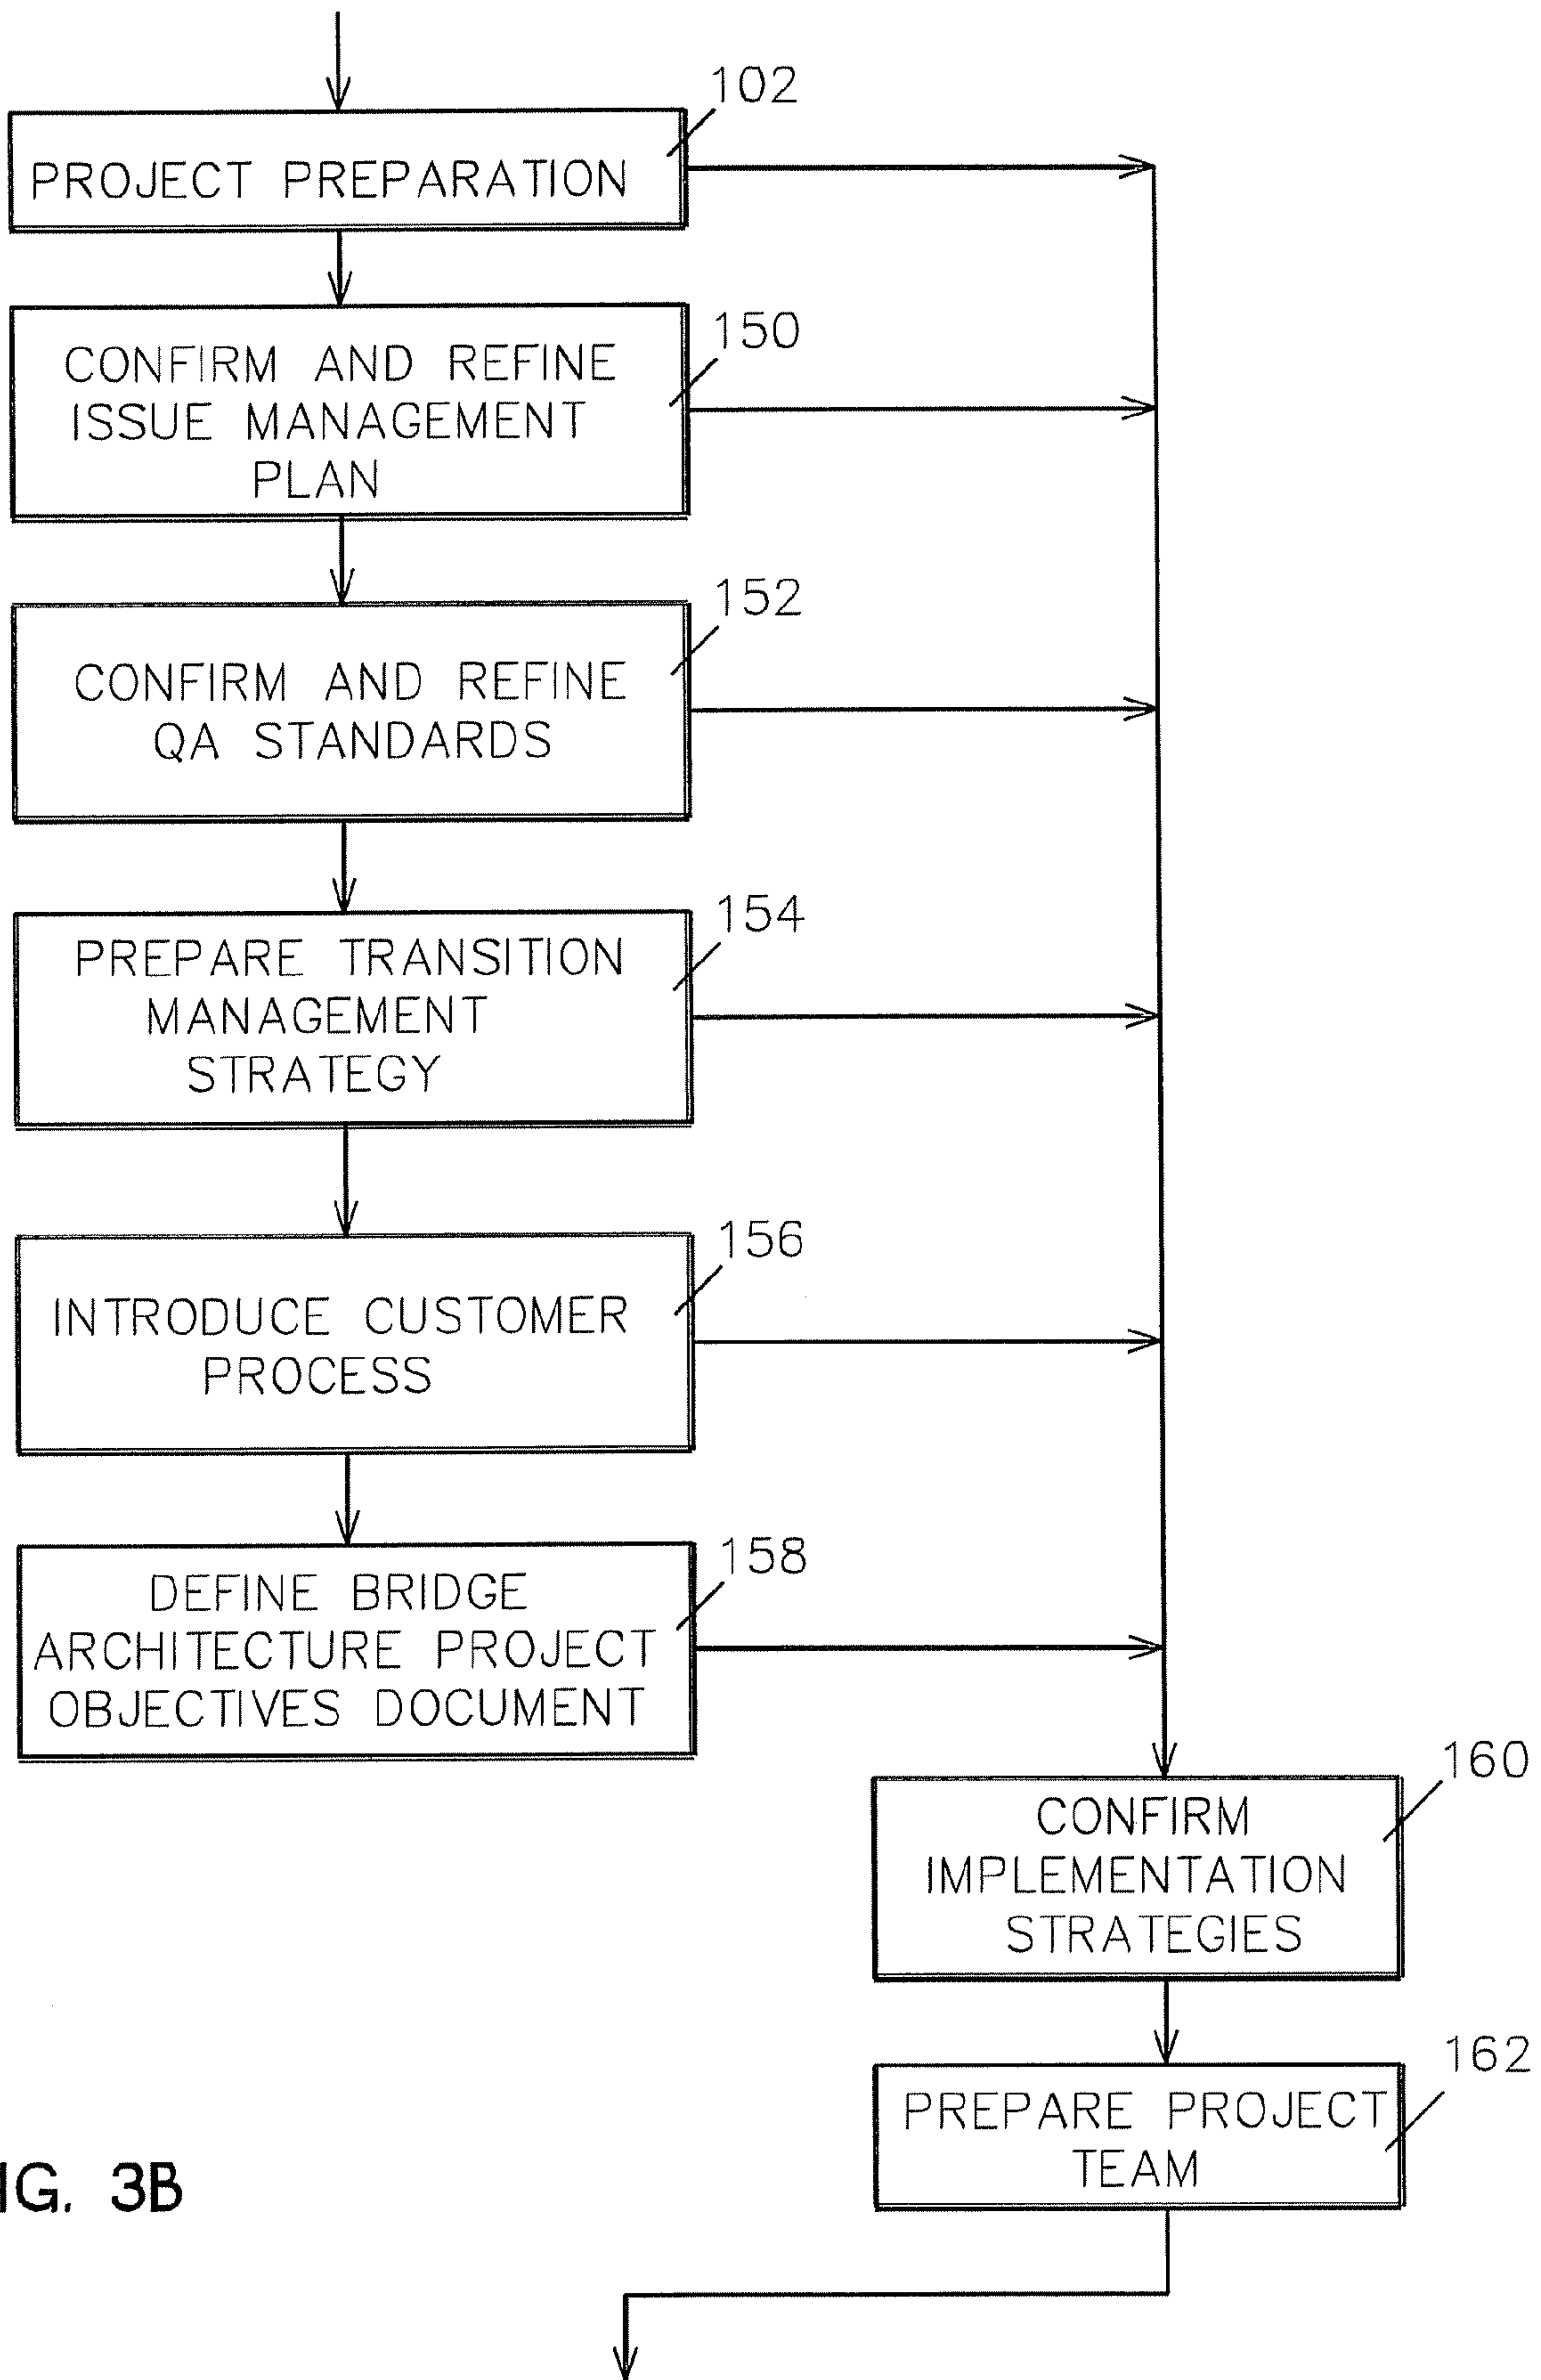 102
PROJECT PREPARATION
150
CONFIRM AND REFINE
ISSUE MANAGEMENT
PLAN
152
CONFIRM AND REFINE
QA STANDARDS
154
PREPARE TRANSITION
MANAGEMENT
STRATEGY
156
INTRODUCE CUSTOMER
PROCESS
158
DEFINE BRIDGE
ARCHITECTURE PROJECT
OBJECTIVES DOCUMENT
160
CONFIRM
IMPLEMENTATION
STRATEGIES
162
PREPARE PROJECT
TEAM
IG. 3B